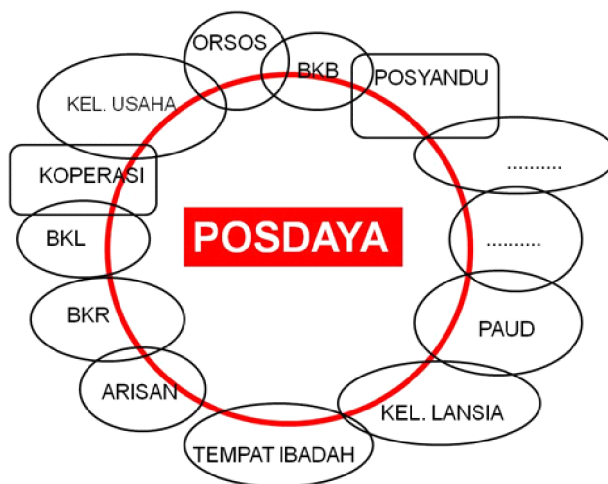 ORSOS
BKB
POSYANDU
KEL. USAHA
..........
KOPERASI
POSDAYA
BKL
..........
BKR
PAUD
ARISAN
KEL. LANSIA
TEMPAT IBADAH